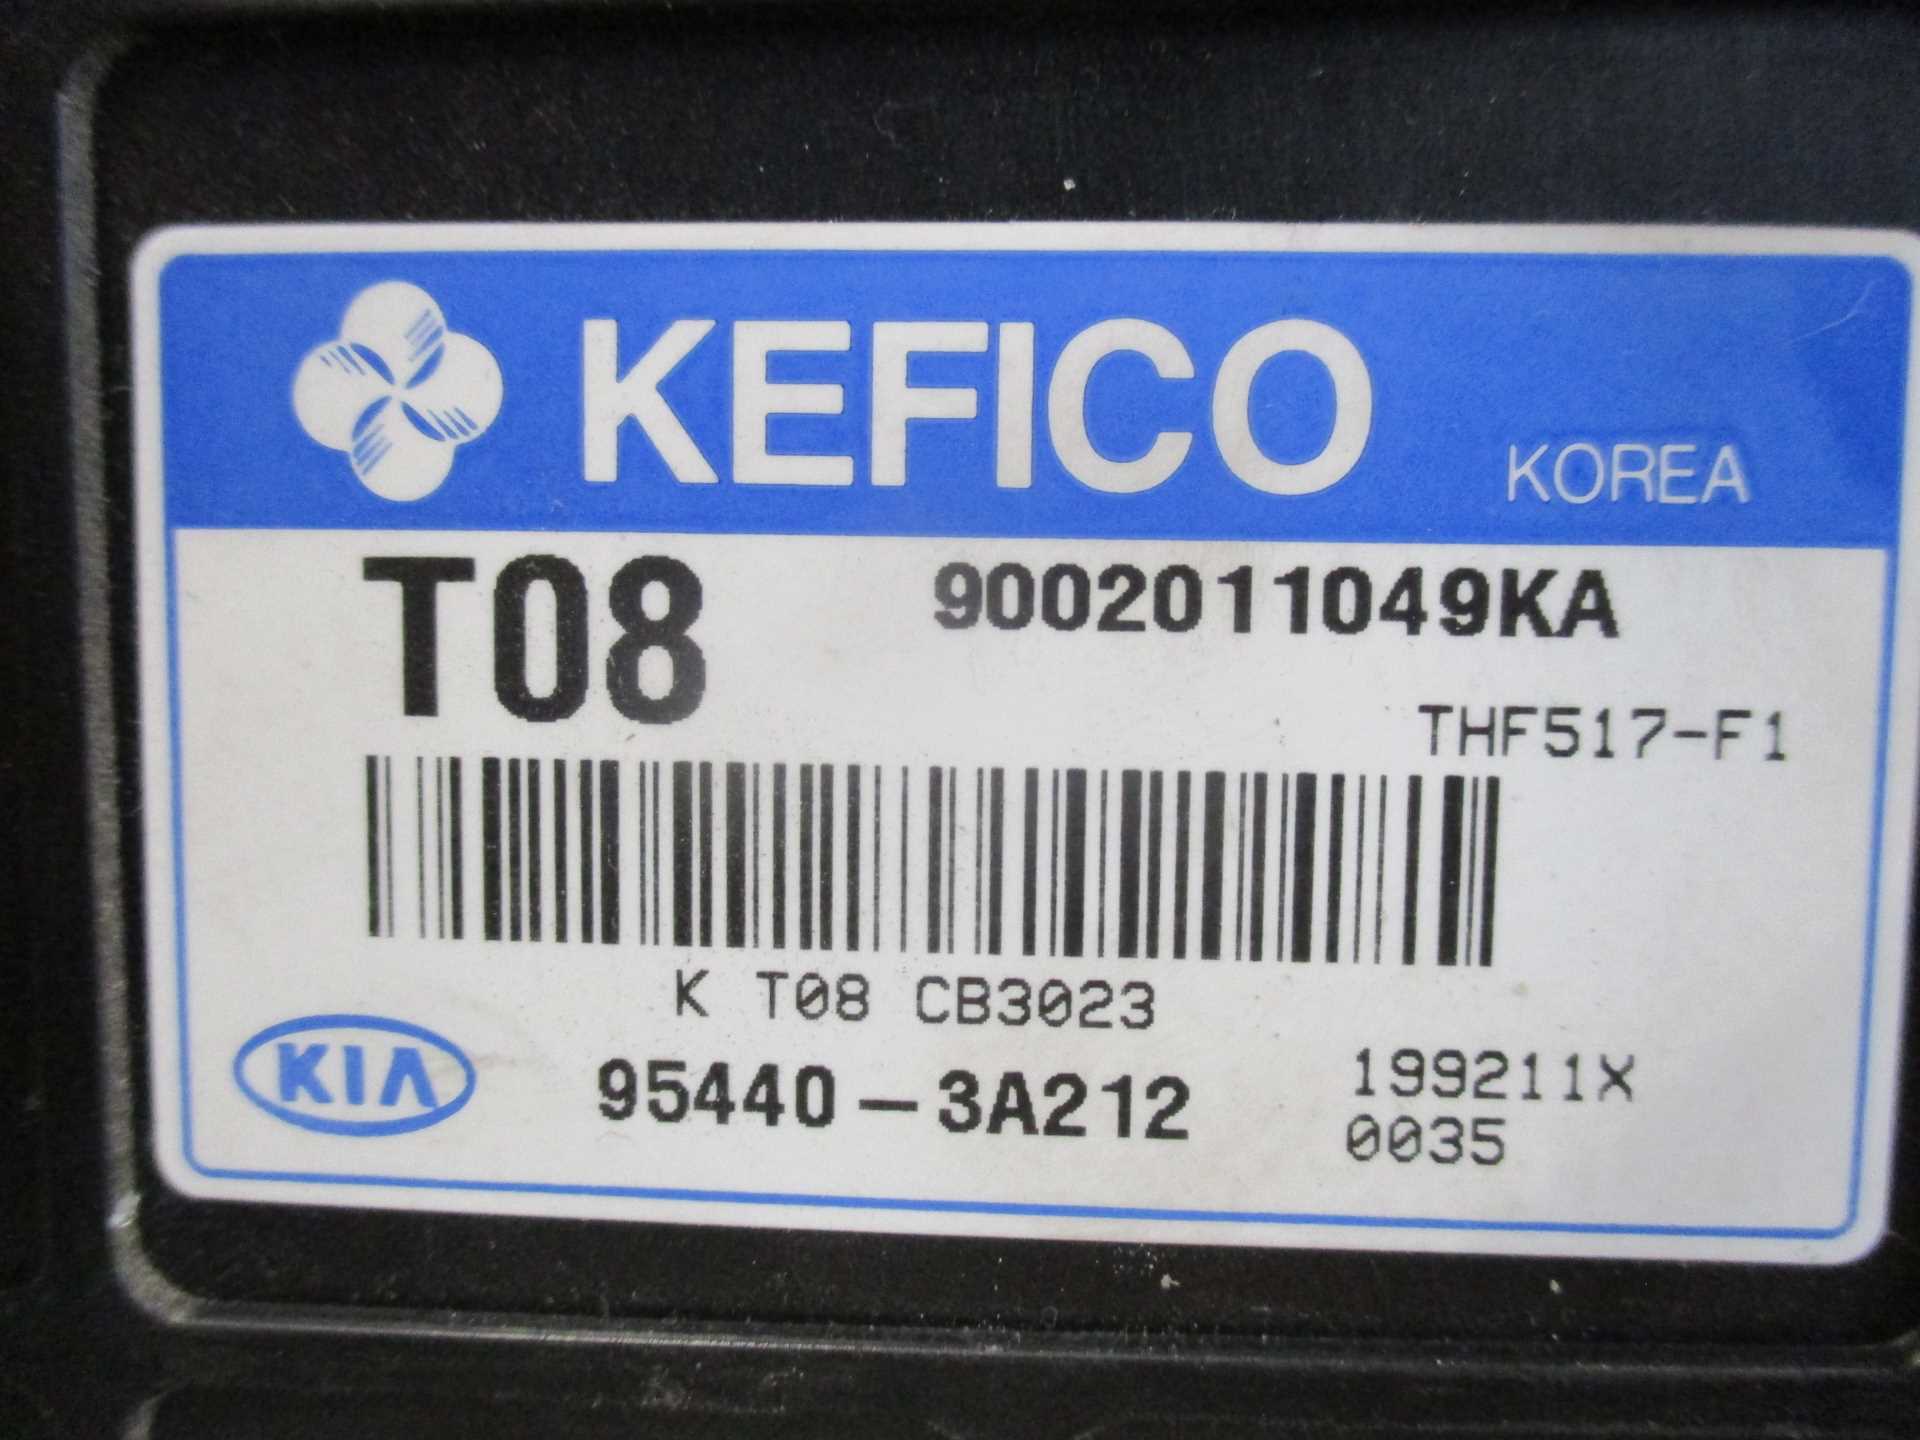 KEFICO KOREA
T08 9002011049KA
THF517-F1
K T08 CB3023
KIA 95440-3A212 199211X
0035